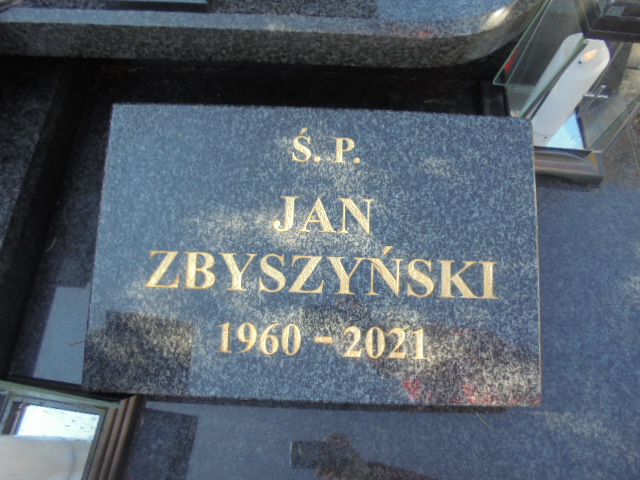 Ś. P.
JAN
ZBYSZYŃSKI
1960 - 2021